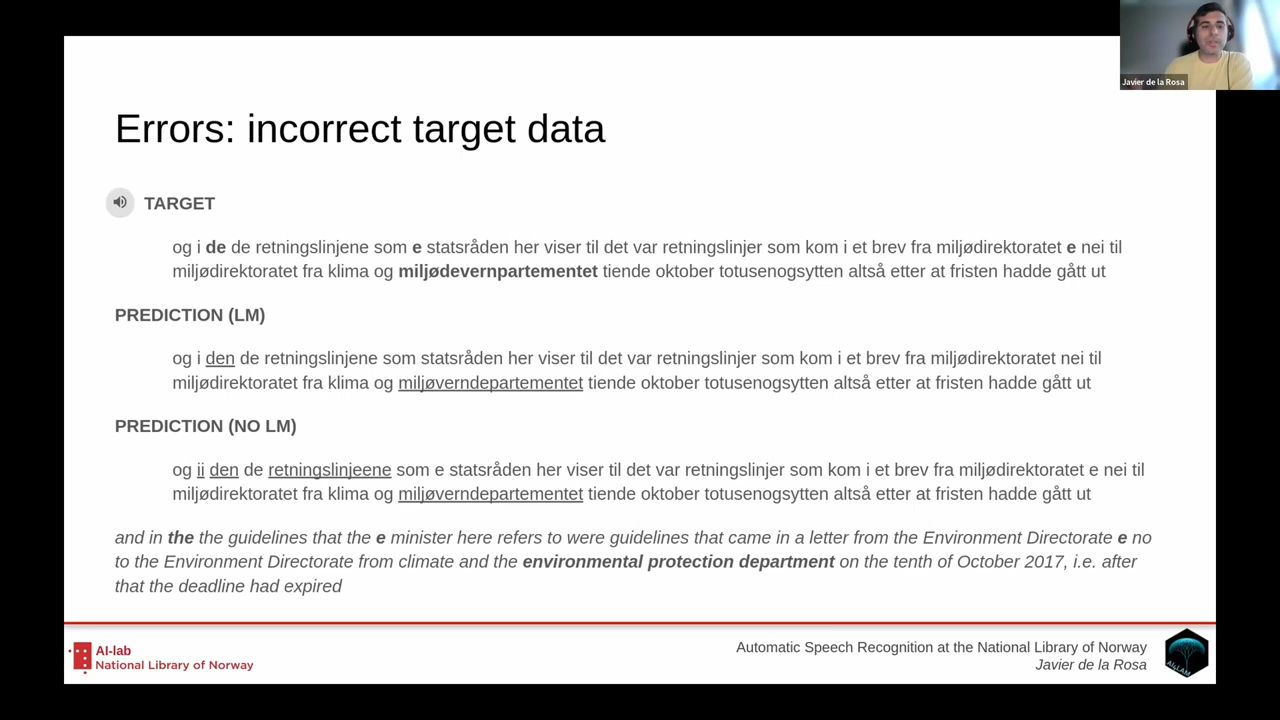 Javier de la Rosa
Errors: incorrect target data
TARGET
og i de de retningslinjene som e statsråden her viser til det var retningslinjer som kom i et brev fra miljødirektoratet e nei til
miljødirektoratet fra klima og miljødevernpartementet tiende oktober totusenogsytten altså etter at fristen hadde gått ut
PREDICTION (LM)
og i den de retningslinjene som statsråden her viser til det var retningslinjer som kom i et brev fra miljødirektoratet nei til
miljødirektoratet fra klima og miljøverndepartementet tiende oktober totusenogsytten altså etter at fristen hadde gått ut
PREDICTION (NO LM)
og ii den de retningslinjeene som e statsråden her viser til det var retningslinjer som kom i et brev fra miljødirektoratet e nei til
miljødirektoratet fra klima og miljøverndepartementet tiende oktober totusenogsytten altså etter at fristen hadde gått ut
and in the the guidelines that the e minister here refers to were guidelines that came in a letter from the Environment Directorate e no
to the Environment Directorate from climate and the environmental protection department on the tenth of October 2017, i.e. after
that the deadline had expired
AI-lab
National Library of Norway
Automatic Speech Recognition at the National Library of Norway
Javier de la Rosa